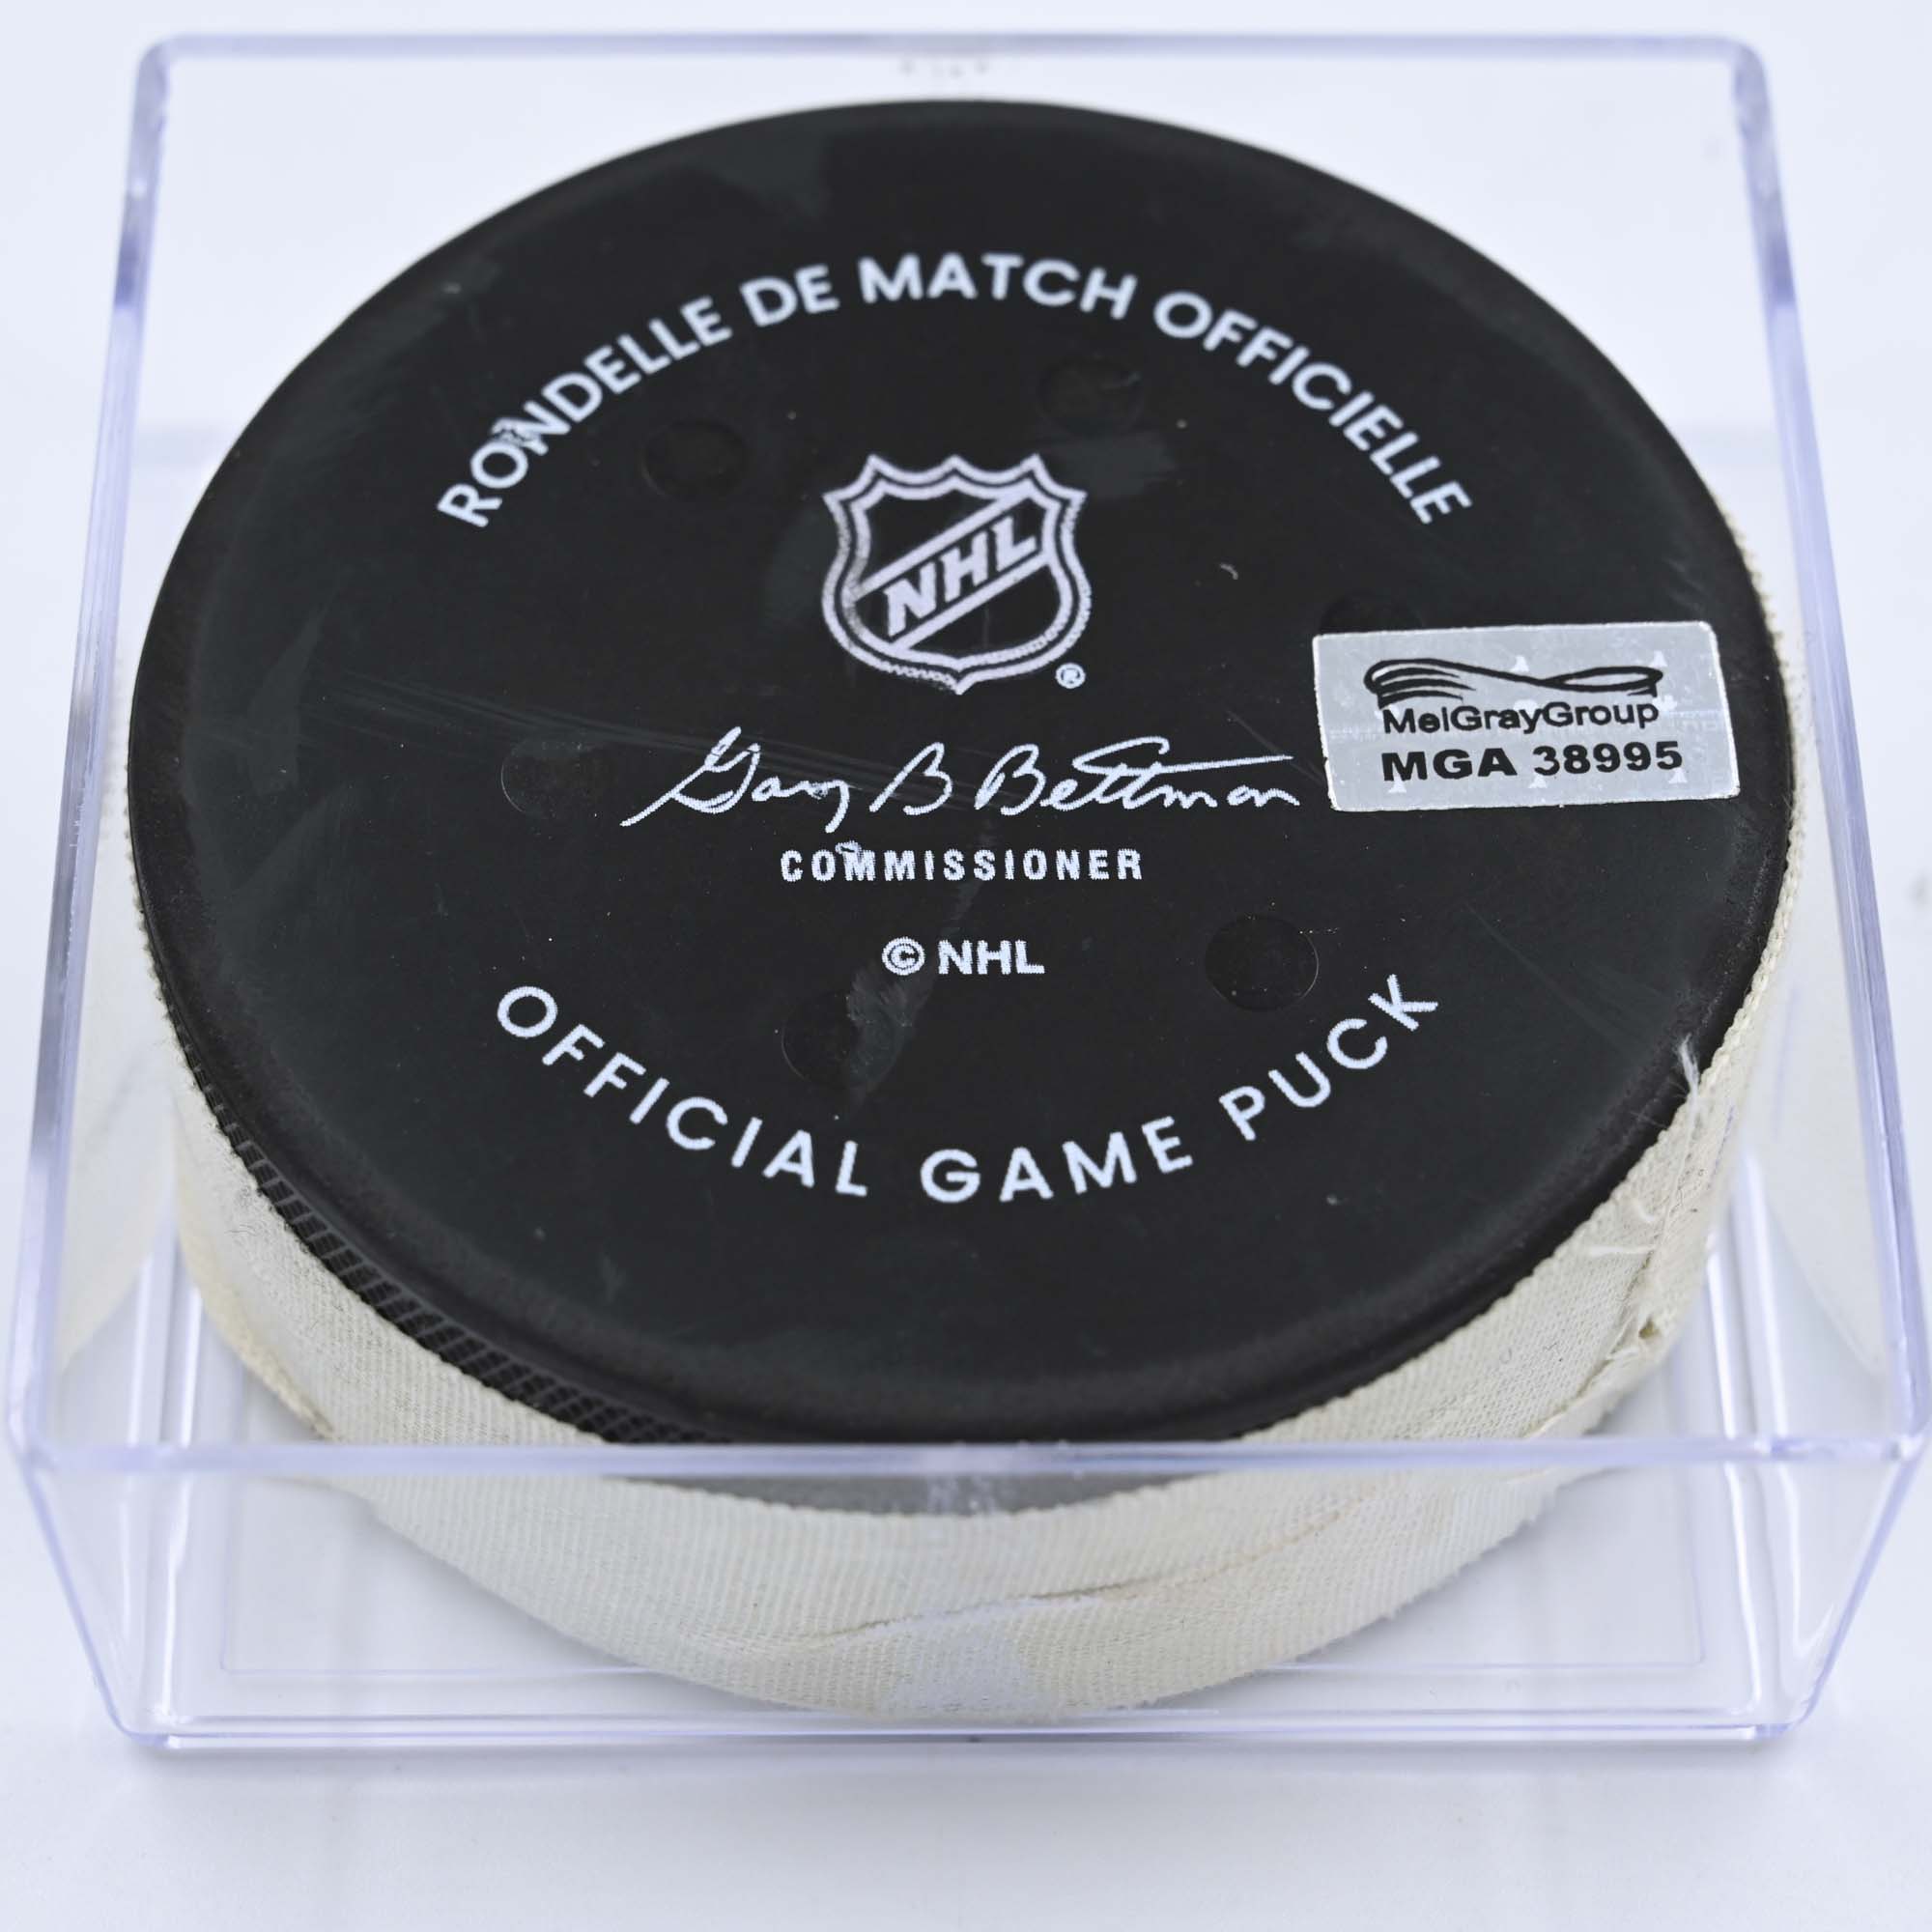 RONDELLE DE MATCH OFFICIELLE
NHL
®
Gary B Bettman
COMMISSIONER
© NHL
OFFICIAL GAME PUCK
MeiGrayGroup
MGA 38995